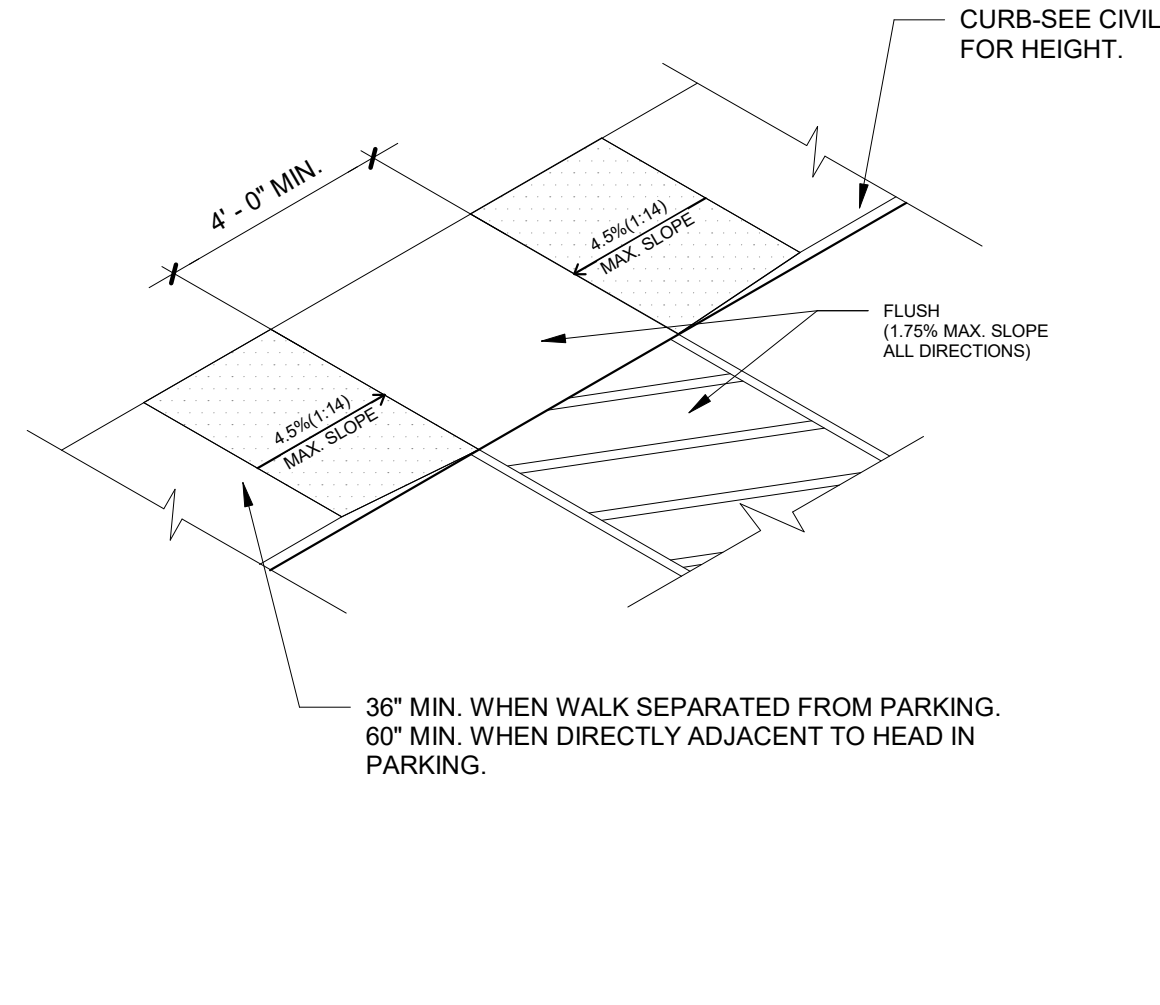 CURB-SEE CIVIL
FOR HEIGHT.
4' - 0" MIN.
4.5%(1:14)
MAX. SLOPE
FLUSH
(1.75% MAX. SLOPE
ALL DIRECTIONS)
4.5%(1:14)
MAX. SLOPE
36" MIN. WHEN WALK SEPARATED FROM PARKING.
60" MIN. WHEN DIRECTLY ADJACENT TO HEAD IN
PARKING.